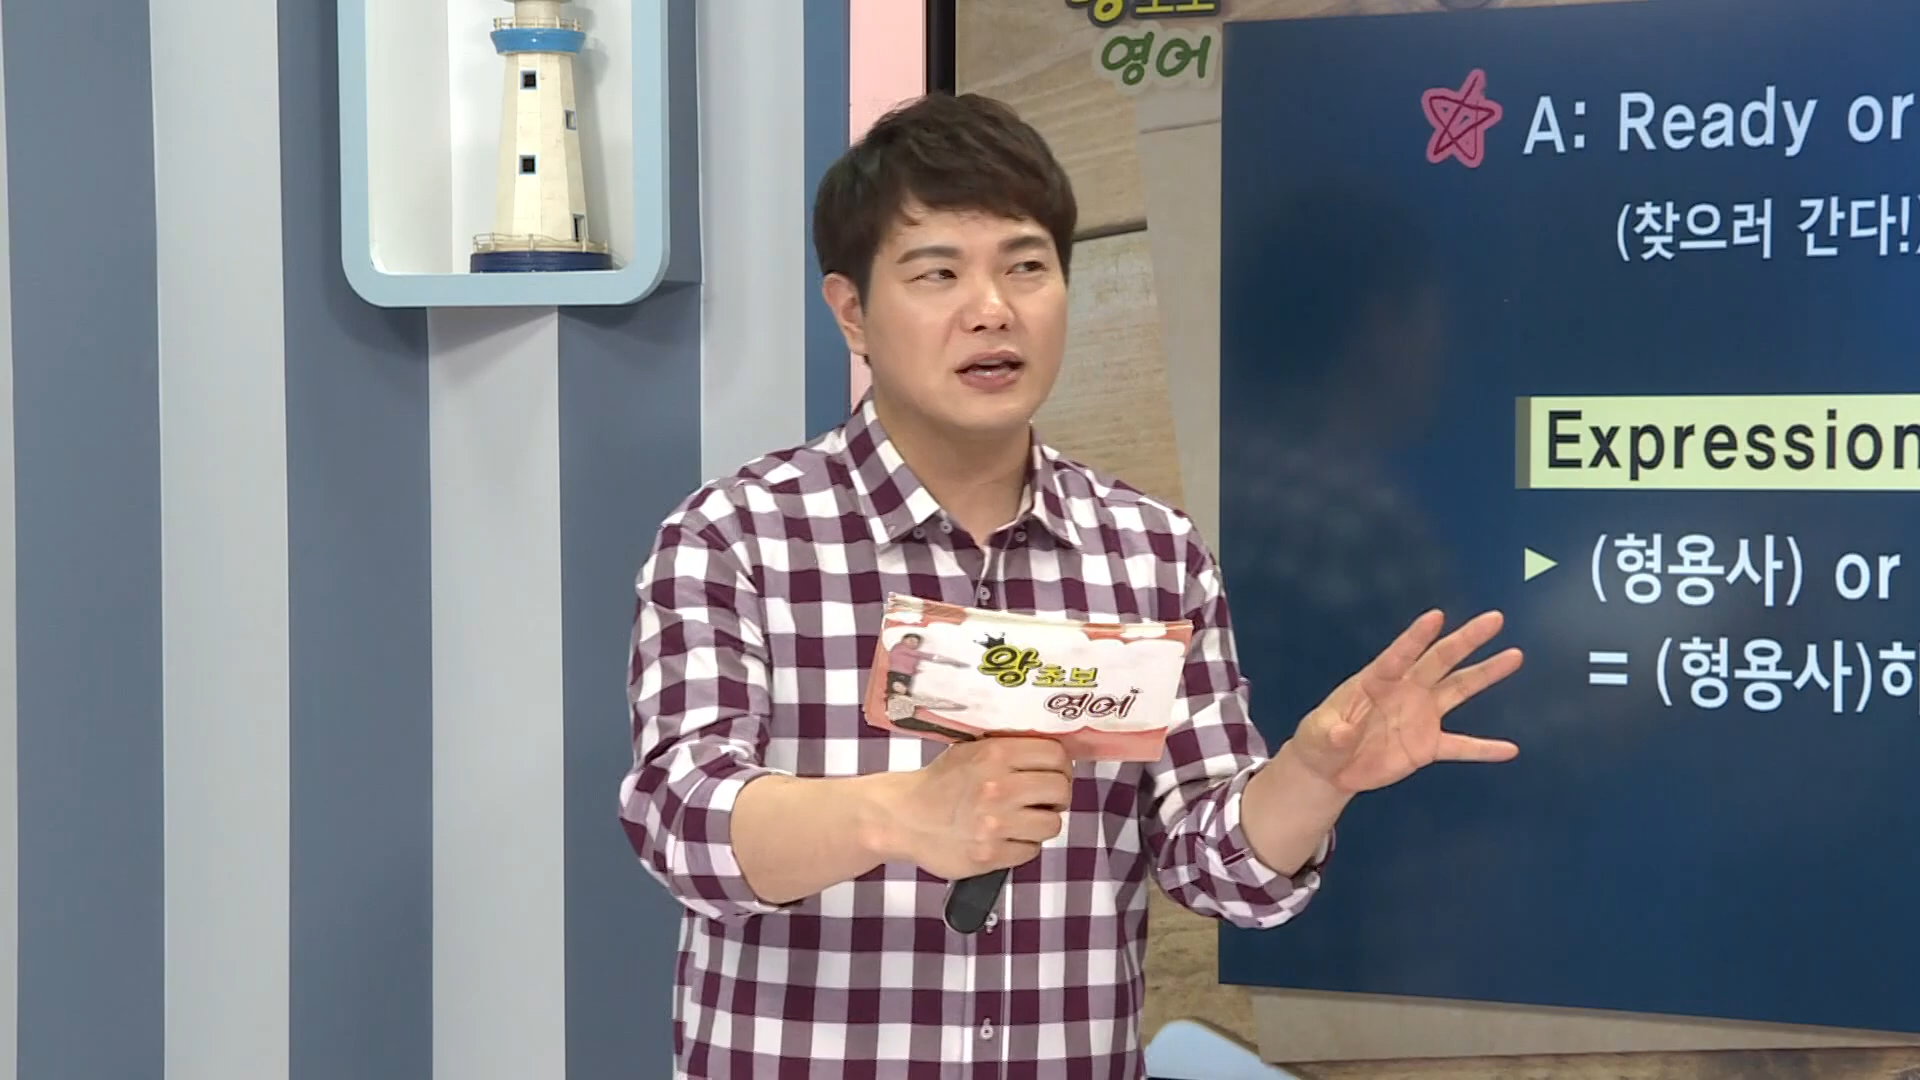 영어
A: Ready or
(찾으러 간다!)
Expression
(형용사) or
= (형용사)하
왕초보
영어